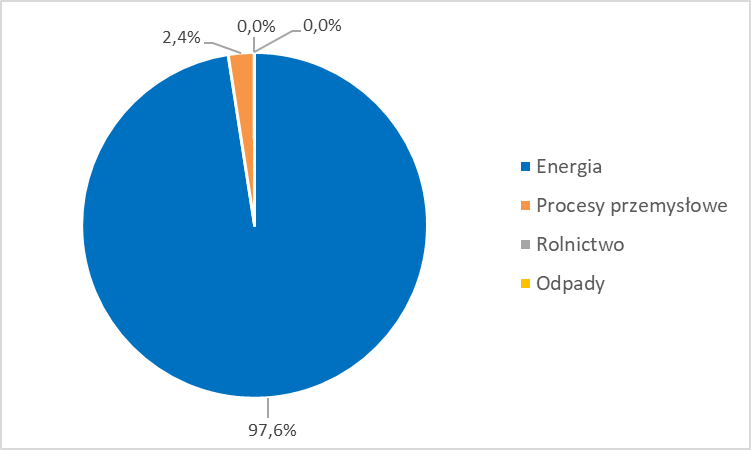 2,4%
0,0%
0,0%
97,6%
Energia
Procesy przemysłowe
Rolnictwo
Odpady